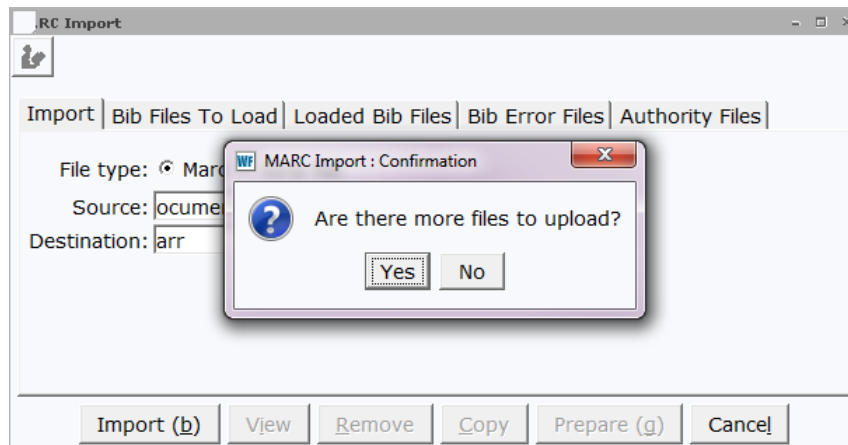 .RC Import
Import Bib Files To Load Loaded Bib Files Bib Error Files Authority Files
WF MARC Import : Confirmation
File type: Marc
Are there more files to upload?
Source: ocume
Destination: arr
Yes No
Import (b) View Remove Copy Prepare (g) Cancel